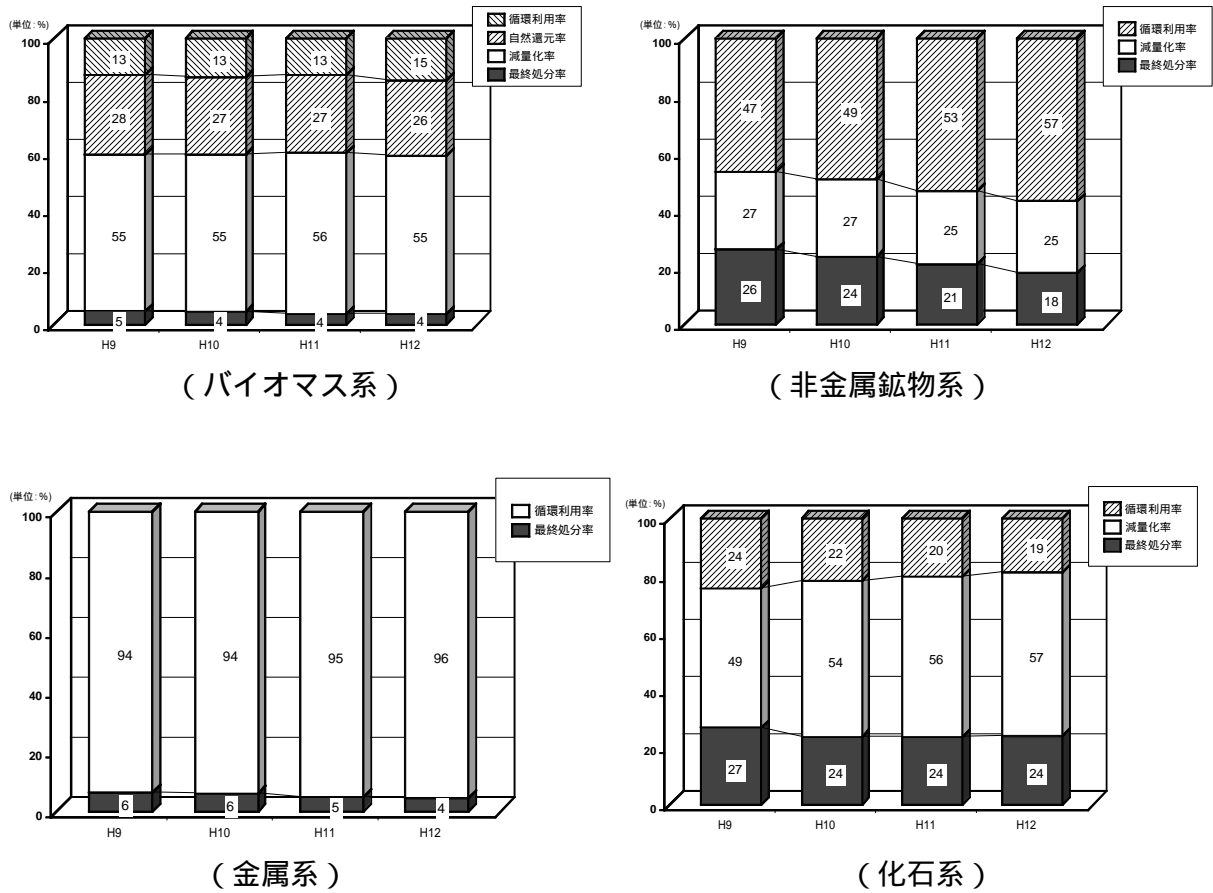 (単位:%)
循環利用率
自然還元率
減量化率
最終処分率
100
80
60
40
20
0
13 13 13 15
28 27 27 26
55 55 56 55
5 4 4 4
H9 H10 H11 H12
(バイオマス系)
(単位:%)
循環利用率
減量化率
最終処分率
100
80
60
40
20
0
47 49 53 57
27 27 25 25
26 24 21 18
H9 H10 H11 H12
(非金属鉱物系)
(単位:%)
循環利用率
最終処分率
100
80
60
40
20
0
94 94 95 96
6 6 5 4
H9 H10 H11 H12
(金属系)
(単位:%)
循環利用率
減量化率
最終処分率
100
80
60
40
20
0
24 22 20 19
49 54 56 57
27 24 24 24
H9 H10 H11 H12
(化石系)